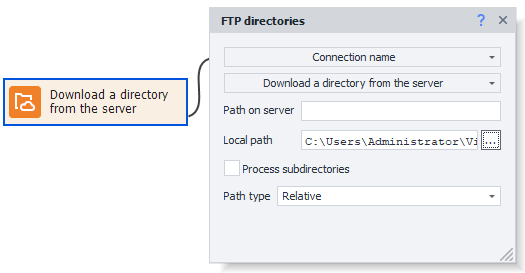 FTP directories ? ×
Connection name
Download a directory
from the server
Download a directory from the server
Path on server
Local path C:\Users\Administrator\Vi ...
Process subdirectories
Path type Relative